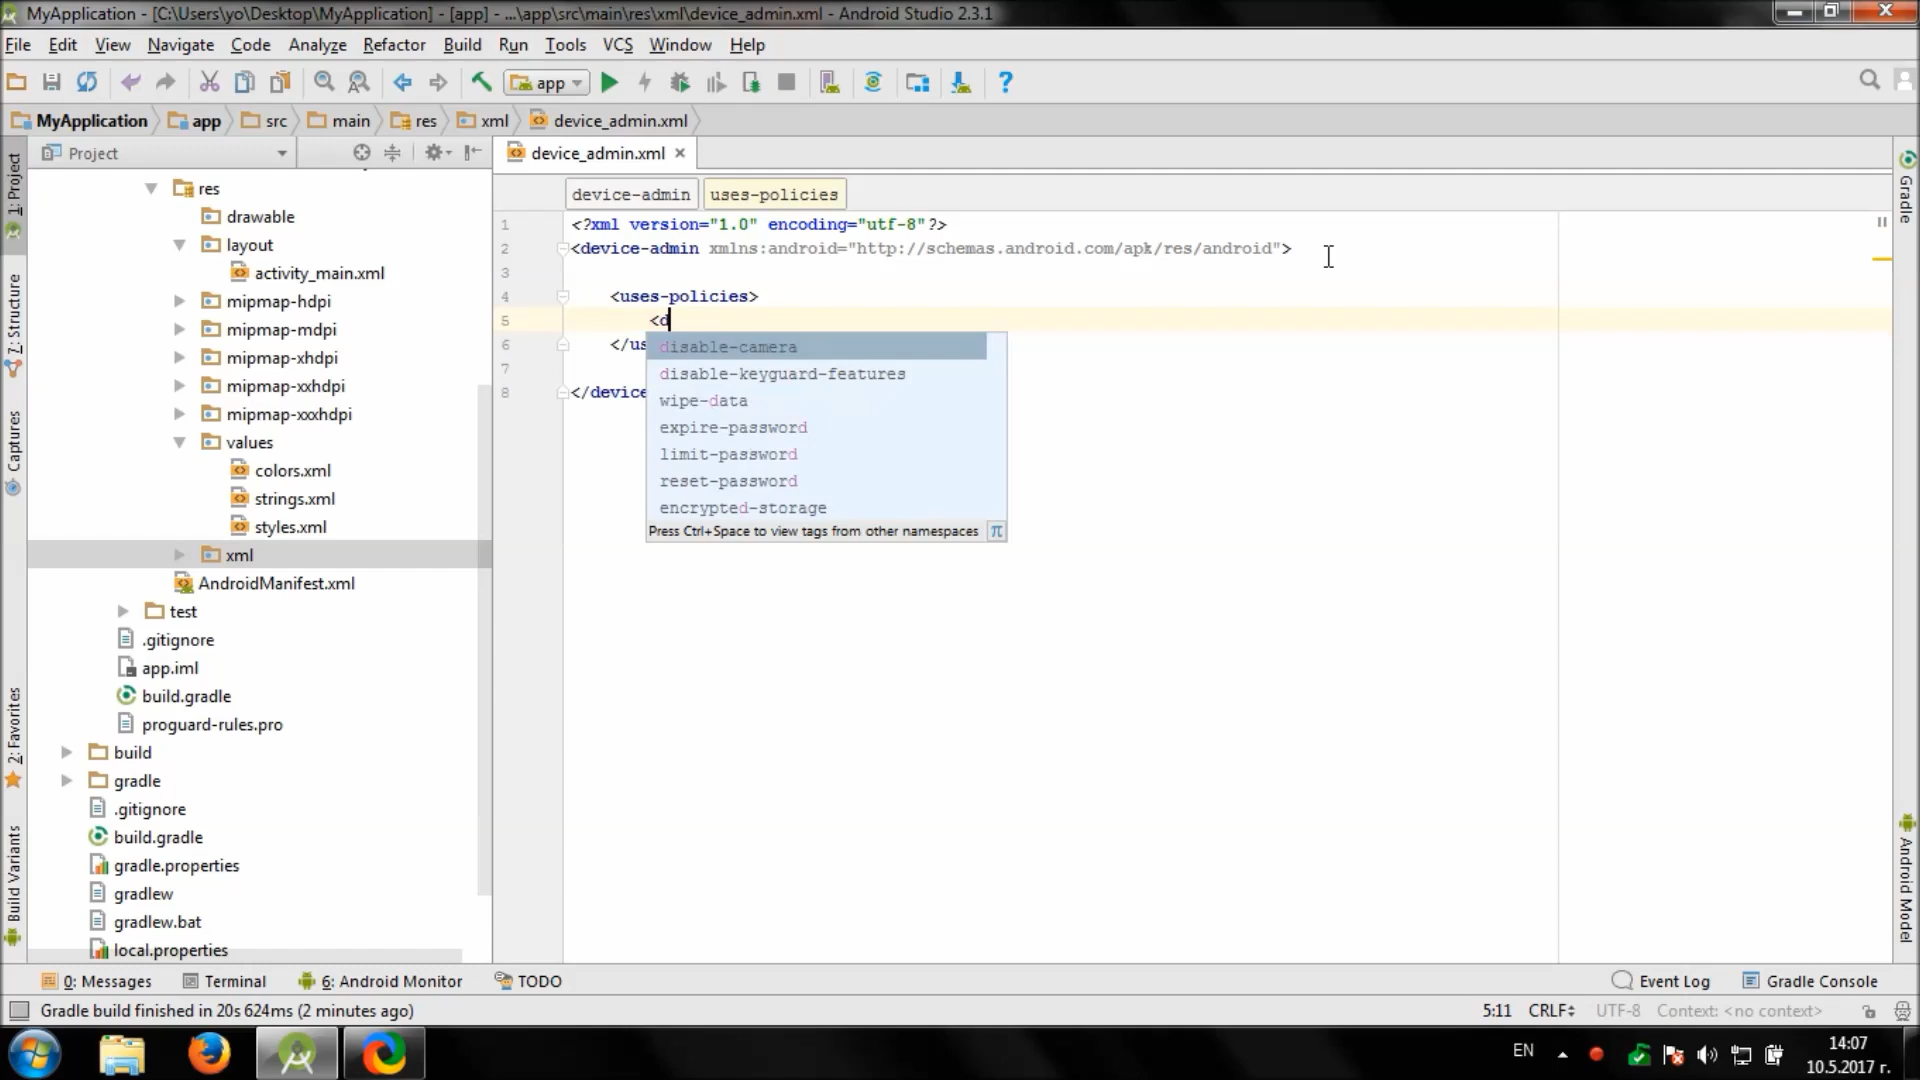 MyApplication - [C:\Users\yo\Desktop\MyApplication] - [app] - ...\app\src\main\res\xml\device_admin.xml - Android Studio 2.3.1
File Edit View Navigate Code Analyze Refactor Build Run Tools VCS Window Help
app
MyApplication app src main res xml device_admin.xml
Project
device_admin.xml
device-admin uses-policies
1 <?xml version="1.0" encoding="utf-8"?>
2 <device-admin xmlns:android="http://schemas.android.com/apk/res/android">
3
4 <uses-policies>
5 <d
6 </us
7
8 </device
disable-camera
disable-keyguard-features
wipe-data
expire-password
limit-password
reset-password
encrypted-storage
Press Ctrl+Space to view tags from other namespaces π
res
drawable
layout
activity_main.xml
mipmap-hdpi
mipmap-mdpi
mipmap-xhdpi
mipmap-xxhdpi
mipmap-xxxhdpi
values
colors.xml
strings.xml
styles.xml
xml
AndroidManifest.xml
test
.gitignore
app.iml
build.gradle
proguard-rules.pro
build
gradle
.gitignore
build.gradle
gradle.properties
gradlew
gradlew.bat
local.properties
1: Project
7: Structure
Captures
2: Favorites
Build Variants
Gradle
Android Model
0: Messages Terminal 6: Android Monitor TODO Event Log Gradle Console
Gradle build finished in 20s 624ms (2 minutes ago) 5:11 CRLF UTF-8 Context: <no context>
EN
14:07
10.5.2017 г.